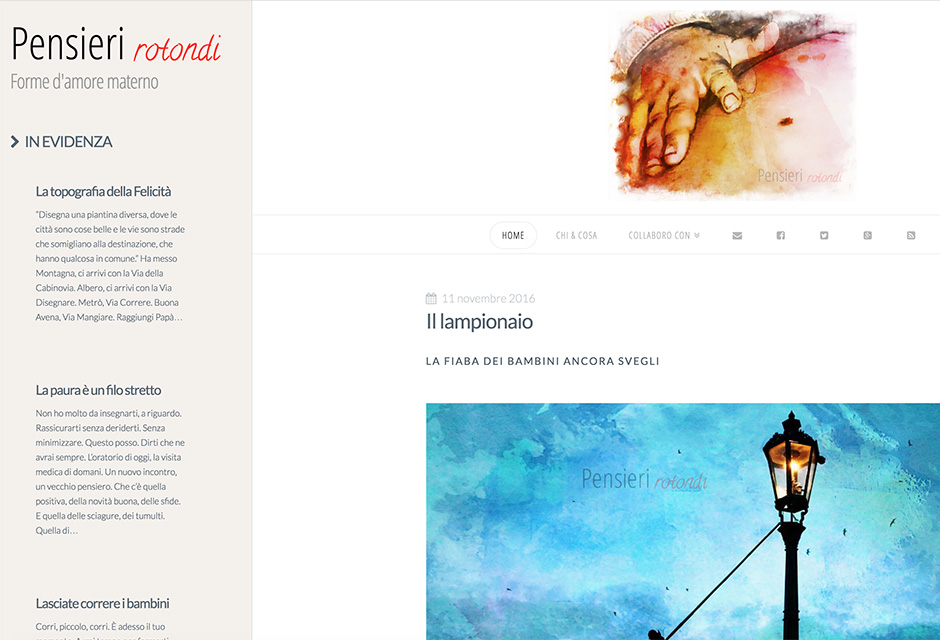 Pensieri rotondi
Forme d'amore materno
IN EVIDENZA
La topografia della Felicità
“Disegna una piantina diversa, dove le
città sono cose belle e le vie sono strade
che somigliano alla destinazione, che
hanno qualcosa in comune.” Ha messo
Montagna, ci arrivi con la Via della
Cabinovia. Albero, ci arrivi con la Via
Disegnare. Metrò, Via Correre. Buona
Avena, Via Mangiare. Raggiungi Papà…
La paura è un filo stretto
Non ho molto da insegnarti, a riguardo.
Rassicurarti senza deriderti. Senza
minimizzare. Questo posso. Dirti che ne
avrai sempre. L’oratorio di oggi, la visita
medica di domani. Un nuovo incontro,
un vecchio pensiero. Che c’è quella
positiva, della novità buona, delle sfide.
E quella delle sciagure, dei tumulti.
Quella di…
Lasciate correre i bambini
Corri, piccolo, corri. È adesso il tuo
Pensieri rotondi
HOME
CHI & COSA
COLLABORO CON
11 novembre 2016
Il lampionaio
LA FIABA DEI BAMBINI ANCORA SVEGLI
Pensieri rotondi